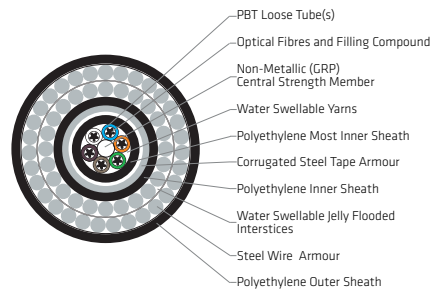 PBT Loose Tube(s)
Optical Fibres and Filling Compound
Non-Metallic (GRP)
Central Strength Member
Water Swellable Yarns
Polyethylene Most Inner Sheath
Corrugated Steel Tape Armour
Polyethylene Inner Sheath
Water Swellable Jelly Flooded
Interstices
Steel Wire Armour
Polyethylene Outer Sheath